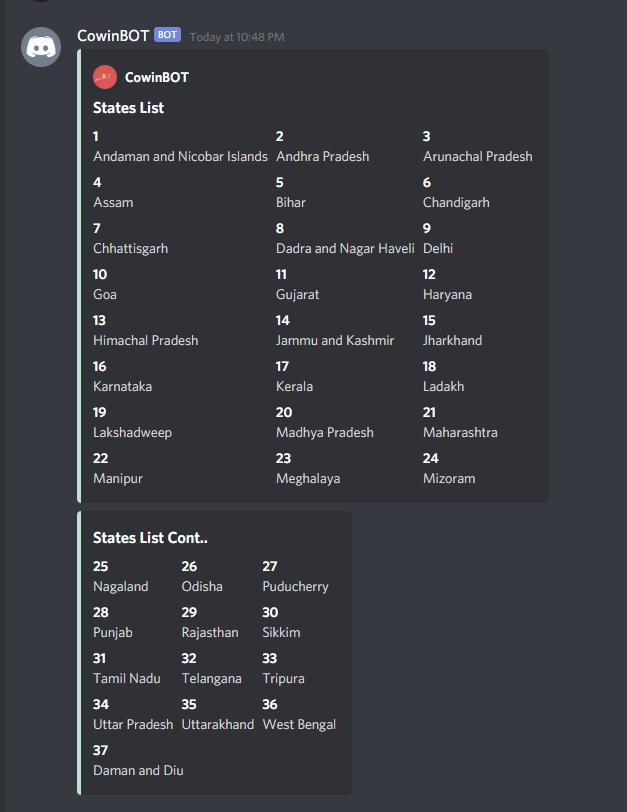 CowinBOT BOT Today at 10:48 PM
CowinBOT
States List
1 2 3
Andaman and Nicobar Islands Andhra Pradesh Arunachal Pradesh
4 5 6
Assam Bihar Chandigarh
7 8 9
Chhattisgarh Dadra and Nagar Haveli Delhi
10 11 12
Goa Gujarat Haryana
13 14 15
Himachal Pradesh Jammu and Kashmir Jharkhand
16 17 18
Karnataka Kerala Ladakh
19 20 21
Lakshadweep Madhya Pradesh Maharashtra
22 23 24
Manipur Meghalaya Mizoram
States List Cont..
25 26 27
Nagaland Odisha Puducherry
28 29 30
Punjab Rajasthan Sikkim
31 32 33
Tamil Nadu Telangana Tripura
34 35 36
Uttar Pradesh Uttarakhand West Bengal
37
Daman and Diu